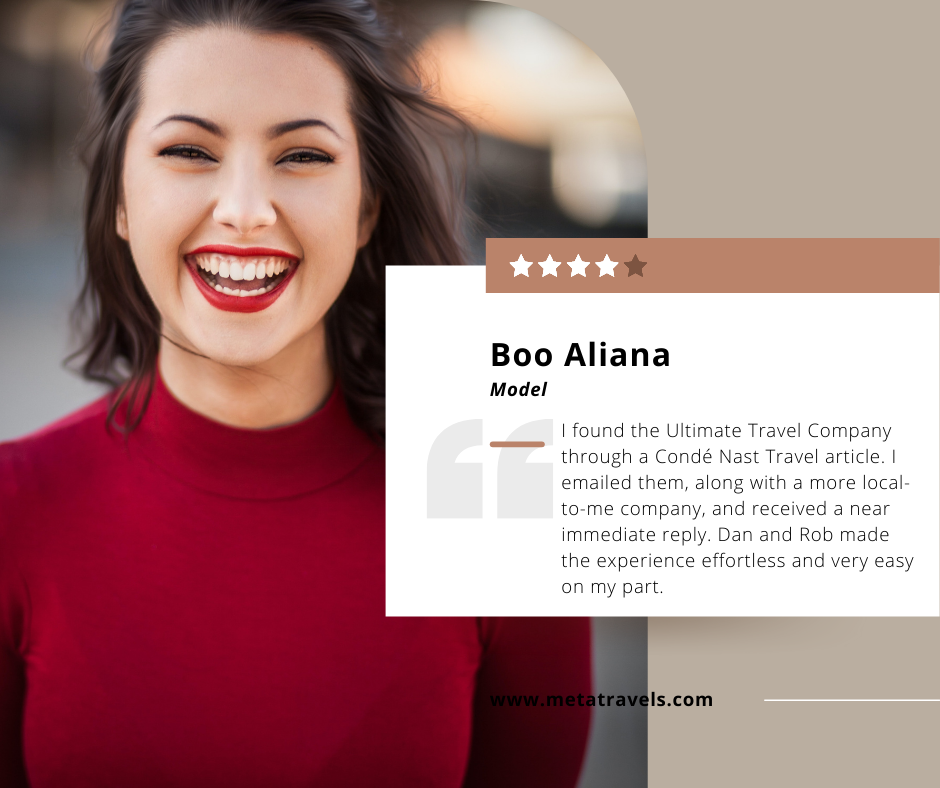 Boo Aliana
Model
I found the Ultimate Travel Company
through a Condé Nast Travel article. I
emailed them, along with a more local-
to-me company, and received a near
immediate reply. Dan and Rob made
the experience effortless and very easy
on my part.
www.metatravels.com